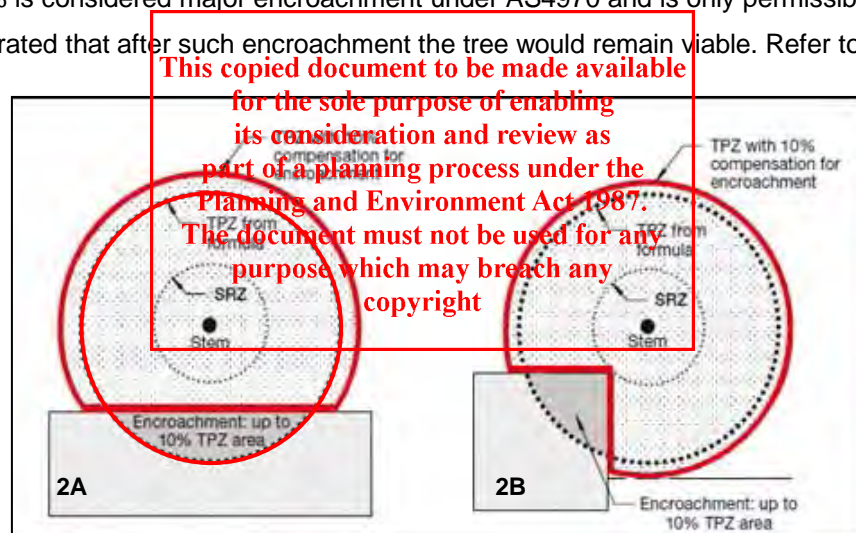 % is considered major encroachment under AS4970 and is only permissib
rated that after such encroachment the tree would remain viable. Refer to
This copied document to be made available
for the sole purpose of enabling
its consideration and review as
part of a planning process under the
Planning and Environment Act 1987.
The document must not be used for any
purpose which may breach any
copyright
TPZ with 10%
compensation for
encroachment
TPZ from
formula
SRZ
Stem
Encroachment: up to
10% TPZ area
2A
TPZ with 10%
compensation for
encroachment
TPZ from
formula
SRZ
Stem
2B
Encroachment: up to
10% TPZ area